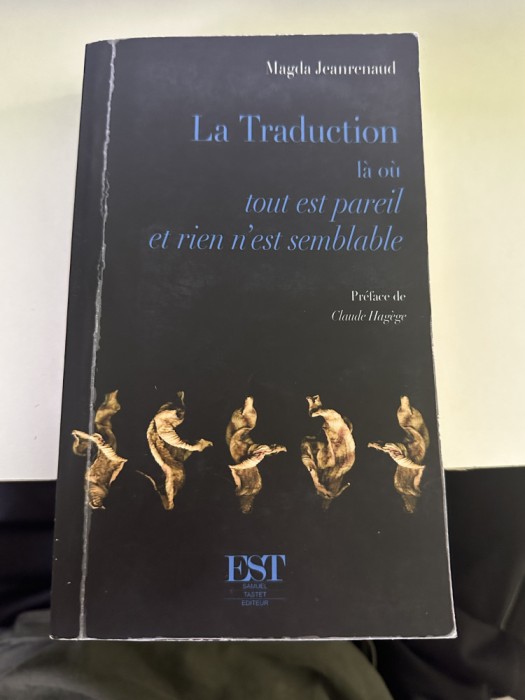 Magda Jeanrenaud
La Traduction
là où
tout est pareil
et rien n'est semblable
Préface de
Claude Hagège
EST
SAMUEL
TASTET
EDITEUR